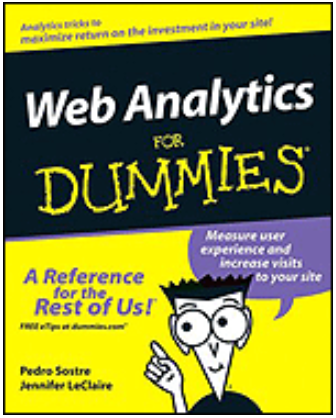 Analytics tricks to
maximize return on the investment in your site!
Web Analytics
FOR
DUMMIES®
Measure user
experience and
increase visits
to your site
A Reference
for the
Rest of Us!®
FREE eTips at dummies.com®
Pedro Sostre
Jennifer LeClaire